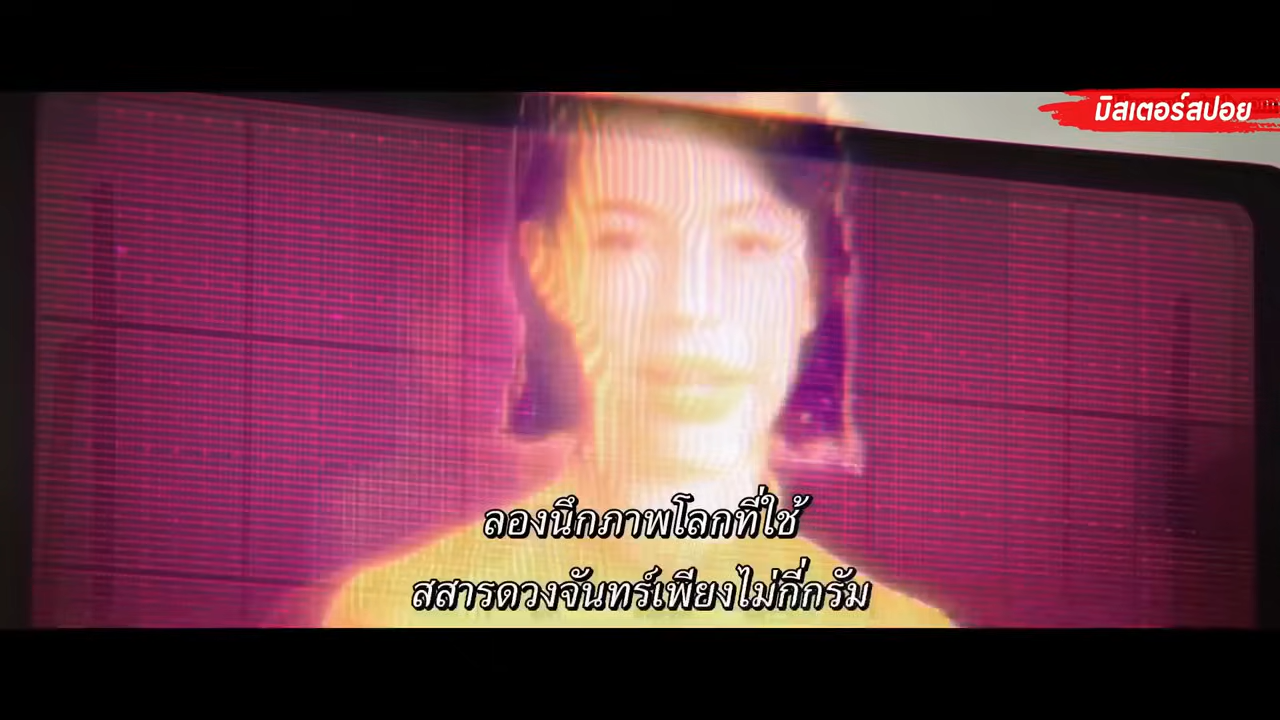 มิสเตอร์สปอย
ลองนึกภาพโลกที่ใช้
สสารดวงจันทร์เพียงไม่กี่กรัม